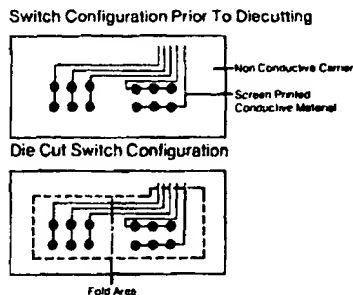 Switch Configuration Prior To Diecutting
Non Conductive Carrier
Screen Printed
Conductive Material
Die Cut Switch Configuration
Fold Area